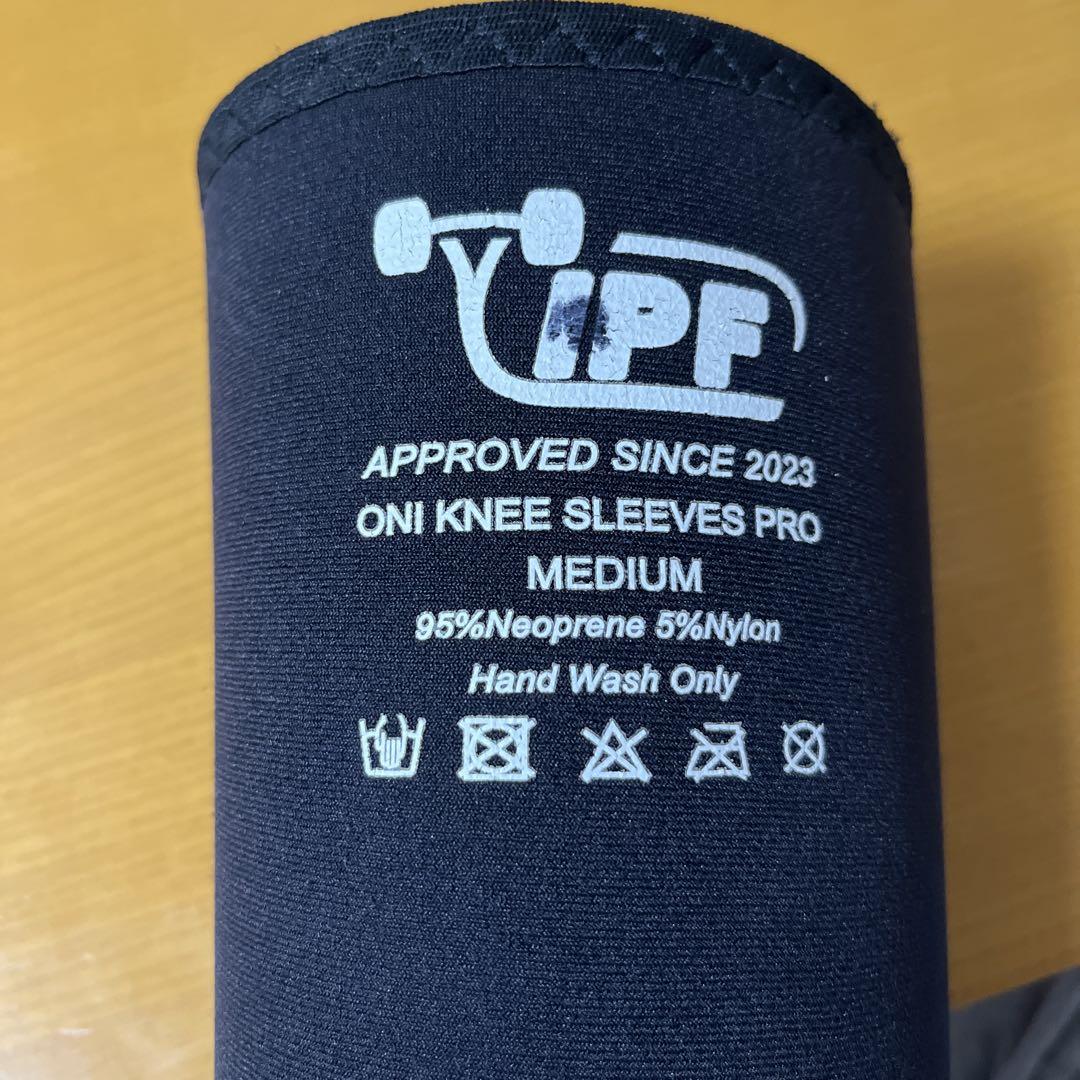 IPF
APPROVED SINCE 2023
ONI KNEE SLEEVES PRO
MEDIUM
95%Neoprene 5%Nylon
Hand Wash Only